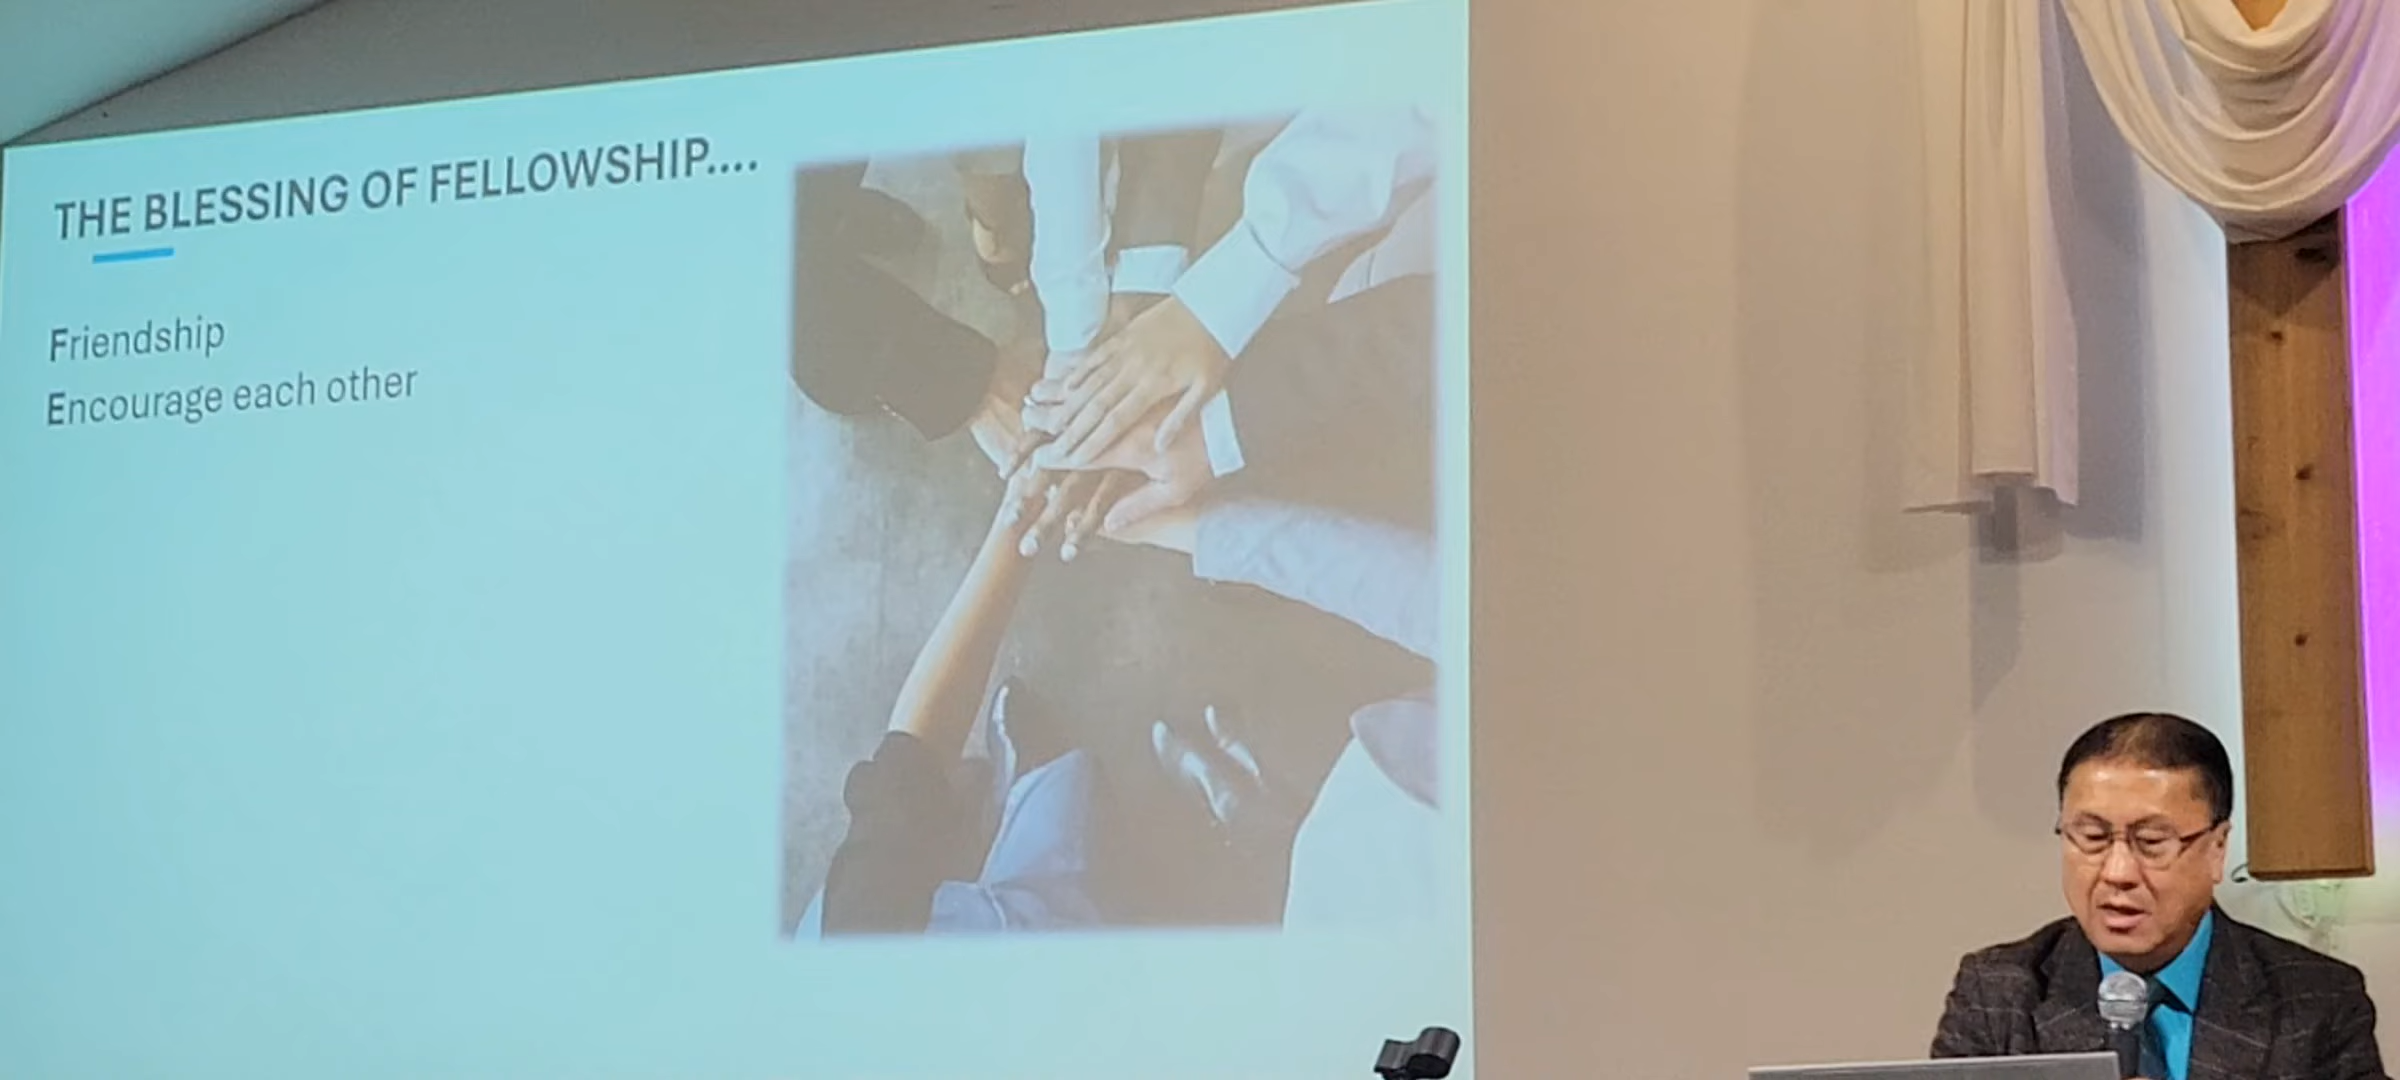 THE BLESSING OF FELLOWSHIP....
Friendship
Encourage each other